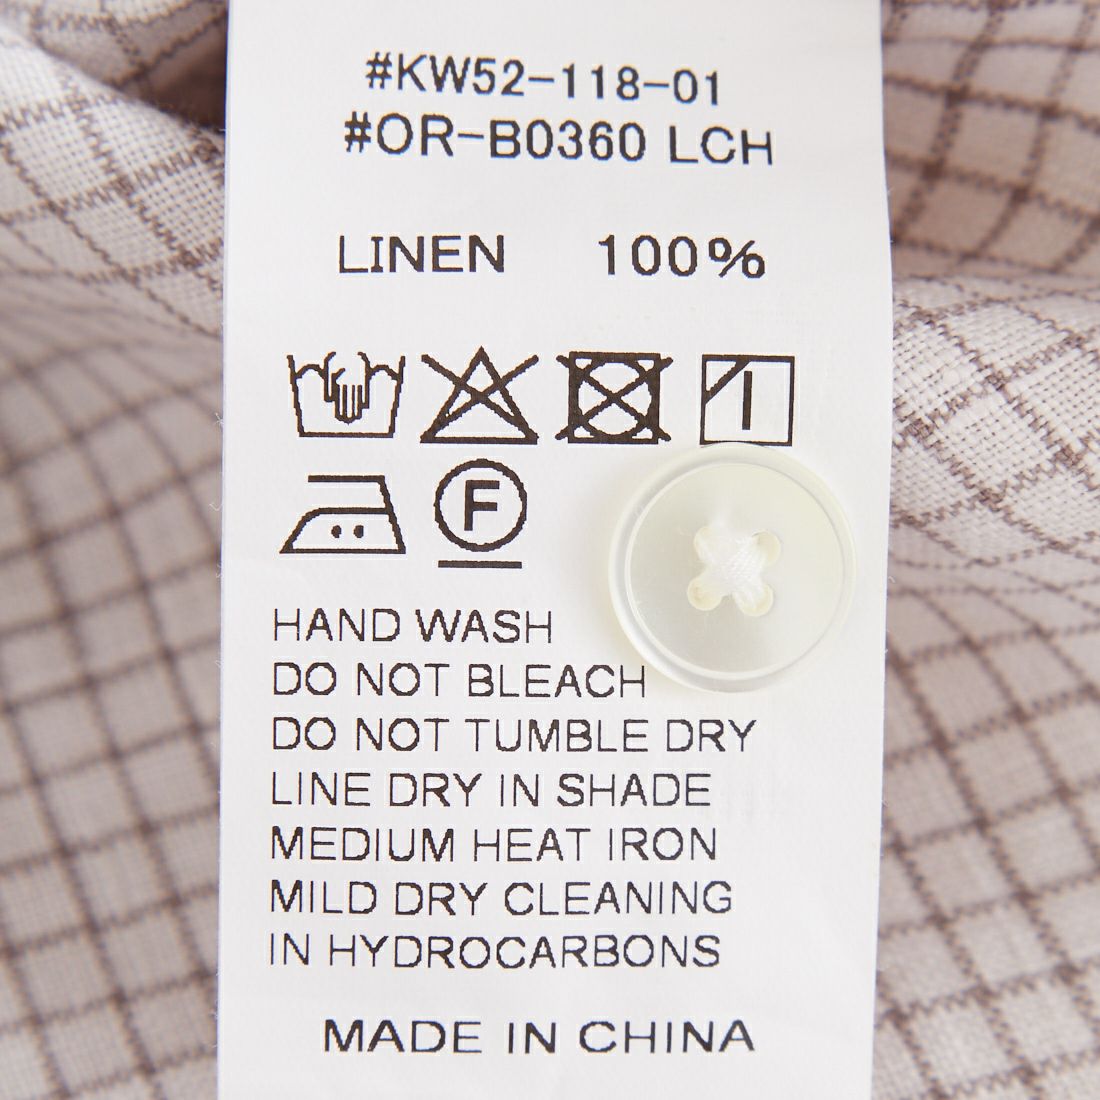 #KW52-118-01
#OR-B0360 LCH
LINEN 100%
F
HAND WASH
DO NOT BLEACH
DO NOT TUMBLE DRY
LINE DRY IN SHADE
MEDIUM HEAT IRON
MILD DRY CLEANING
IN HYDROCARBONS
MADE IN CHINA